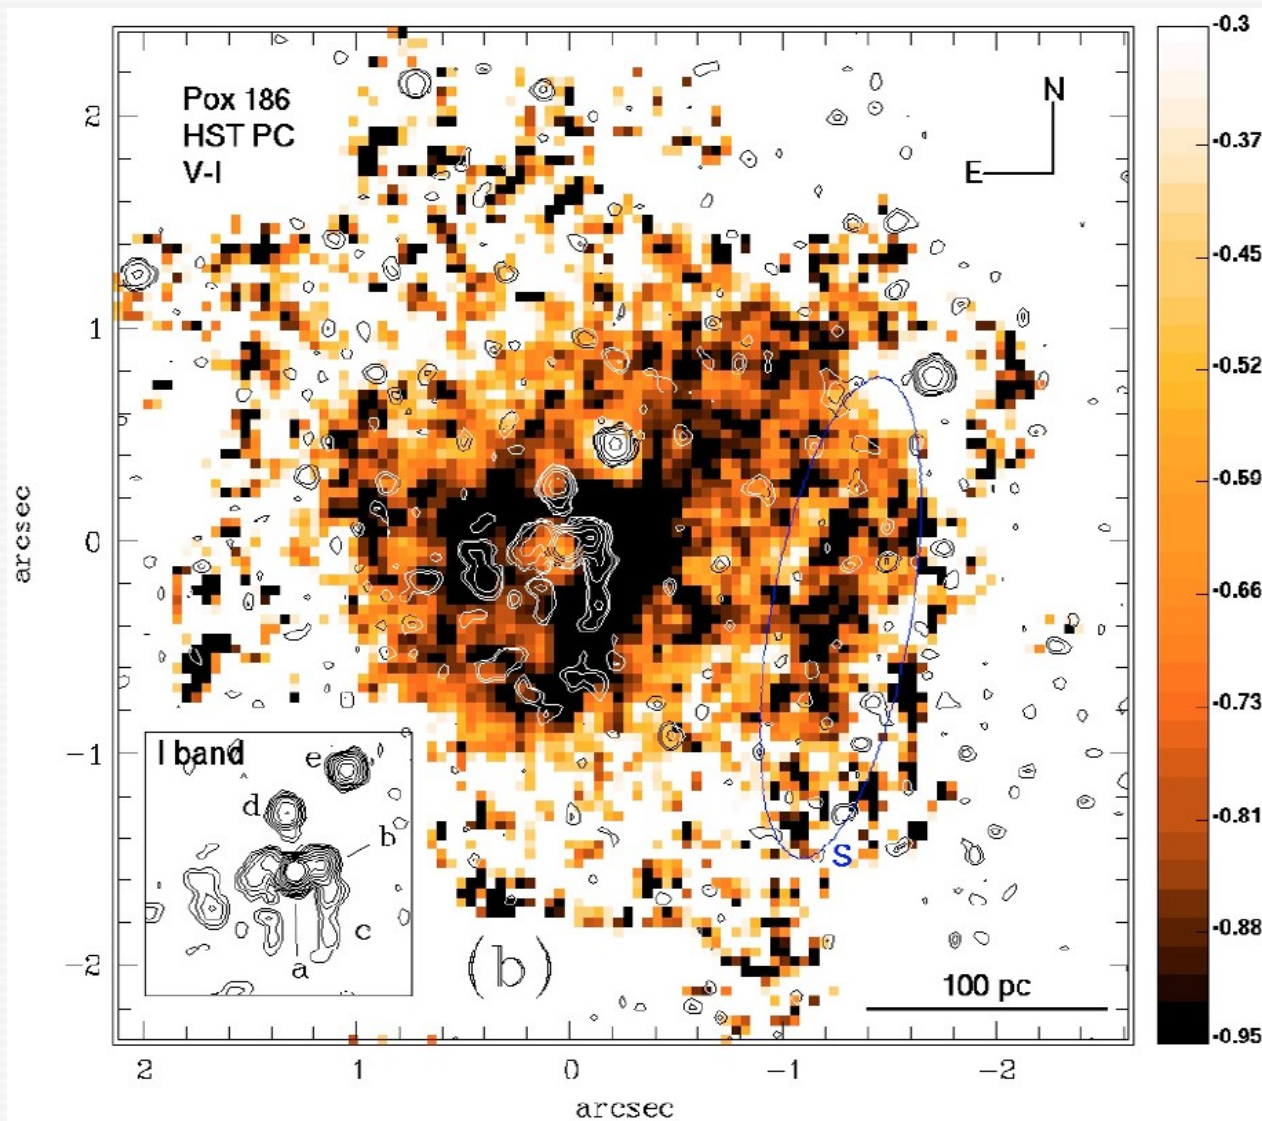 Pox 186
HST PC
V-I
N
E
I band
e
d
b
c
a
(b)
S
100 pc
2
1
0
-1
-2
arcsec
2
1
0
-1
-2
arcsec
-0.3
-0.37
-0.45
-0.52
-0.59
-0.66
-0.73
-0.81
-0.88
-0.95